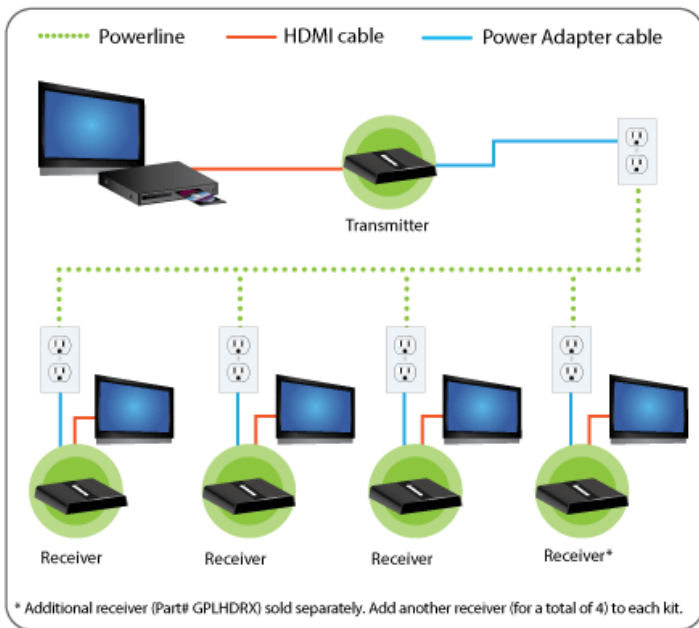 Powerline HDMI cable Power Adapter cable
Transmitter
Receiver Receiver Receiver Receiver*
* Additional receiver (Part# GPLHDRX) sold separately. Add another receiver (for a total of 4) to each kit.